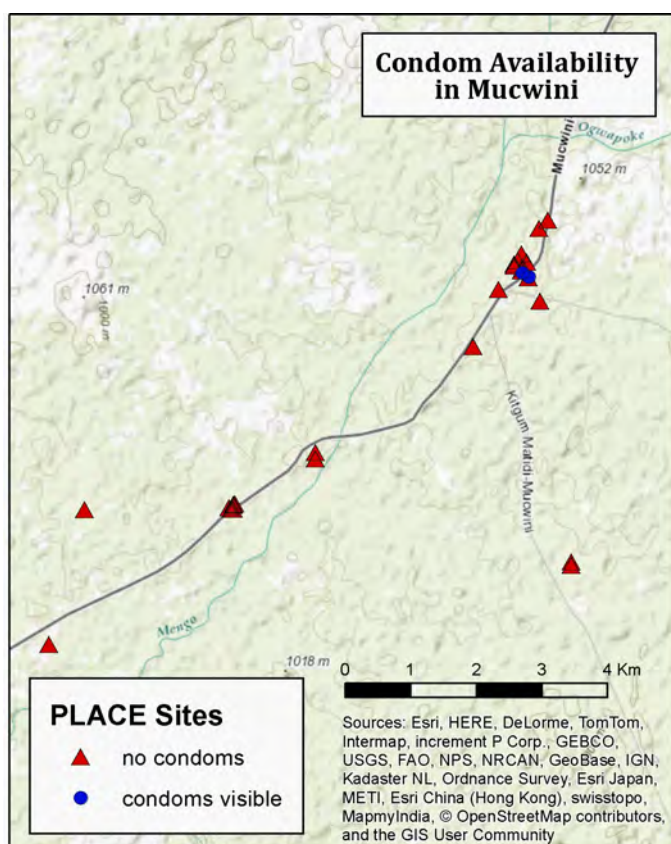 Condom Availability
in Mucwini
Ogwapoke
Mucwini
1052 m
1061 m
1000 m
Kitgum Matidi-Mucwini
Mengo
1018 m
0 1 2 3 4 Km
PLACE Sites
no condoms
condoms visible
Sources: Esri, HERE, DeLorme, TomTom,
Intermap, increment P Corp., GEBCO,
USGS, FAO, NPS, NRCAN, GeoBase, IGN,
Kadaster NL, Ordnance Survey, Esri Japan,
METI, Esri China (Hong Kong), swisstopo,
MapmyIndia, © OpenStreetMap contributors,
and the GIS User Community